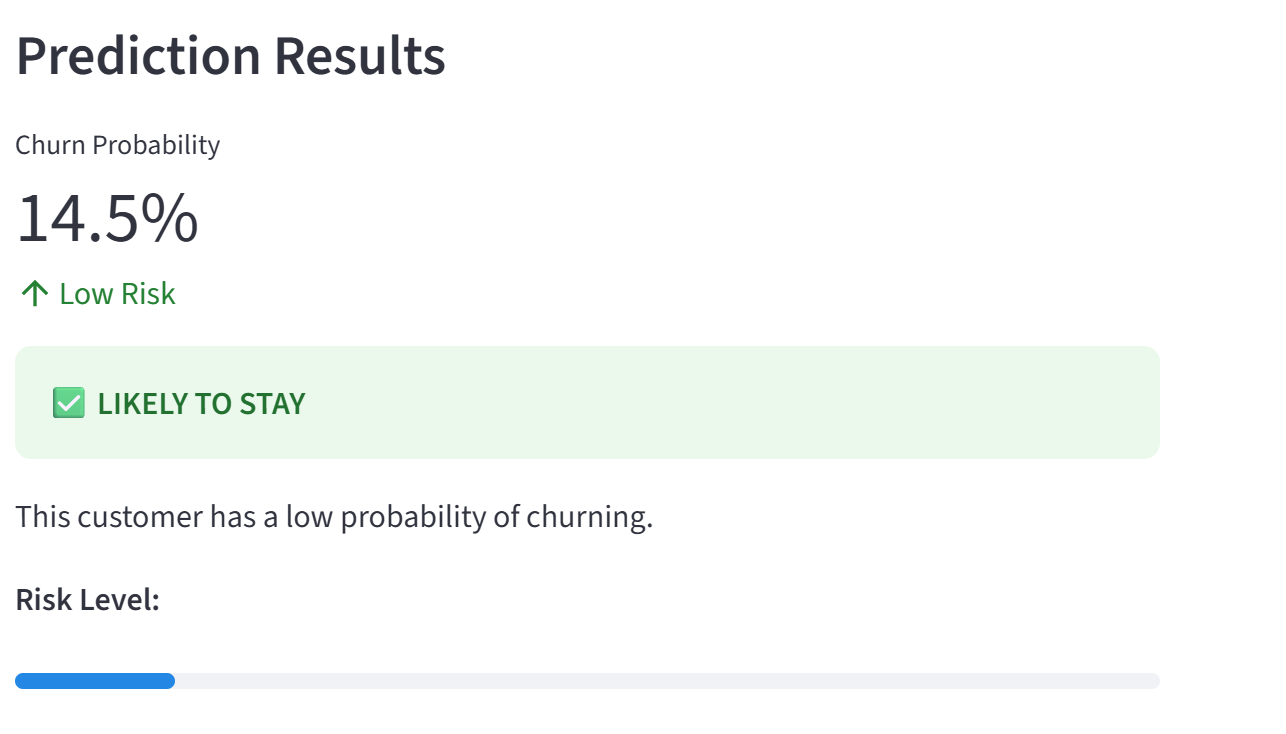 Prediction Results
Churn Probability
14.5%
↑ Low Risk
✅ LIKELY TO STAY
This customer has a low probability of churning.
Risk Level: